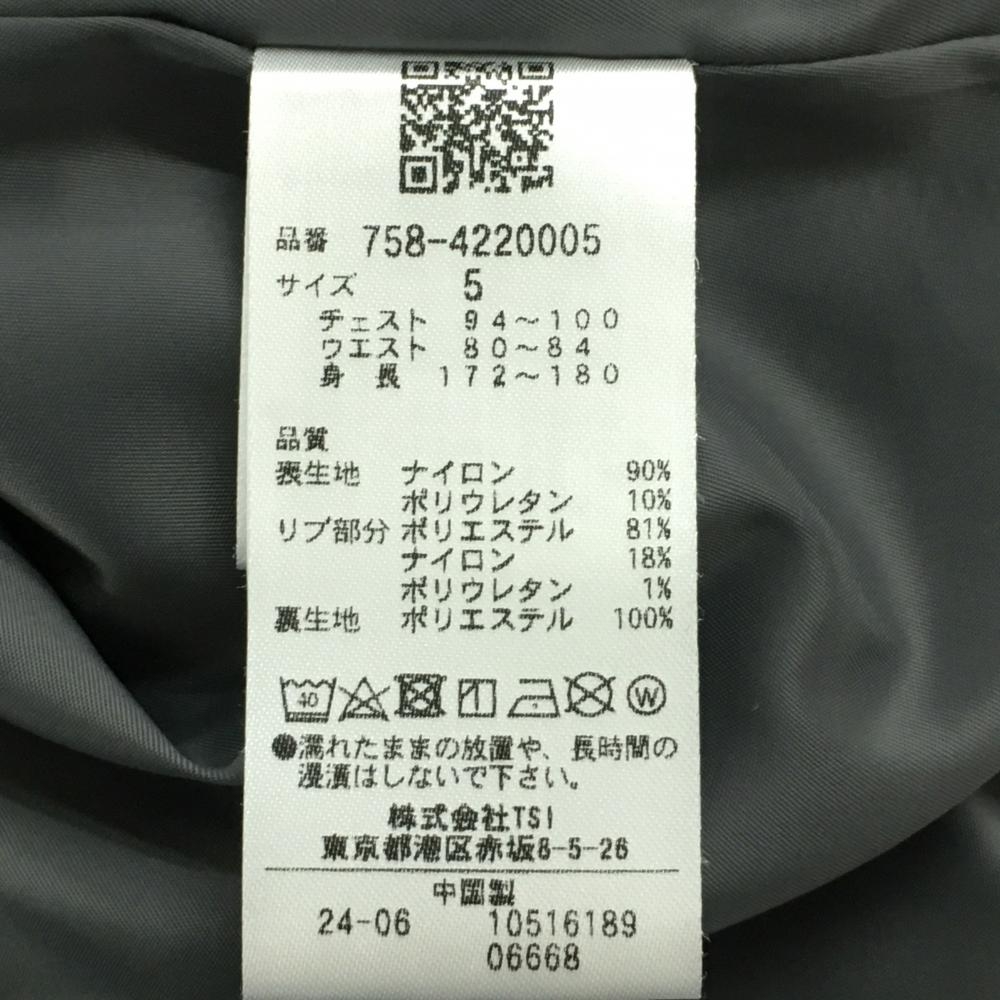 品番 758-4220005
サイズ 5
チェスト 94～100
ウエスト 80～84
身 長 172～180
品質
表生地 ナイロン 90%
ポリウレタン 10%
リブ部分 ポリエステル 81%
ナイロン 18%
ポリウレタン 1%
裏生地 ポリエステル 100%
40 W
●濡れたままの放置や、長時間の
浸漬はしないで下さい。
株式会社TSI
東京都港区赤坂8-5-26
中国製
24-06 10516189
06668